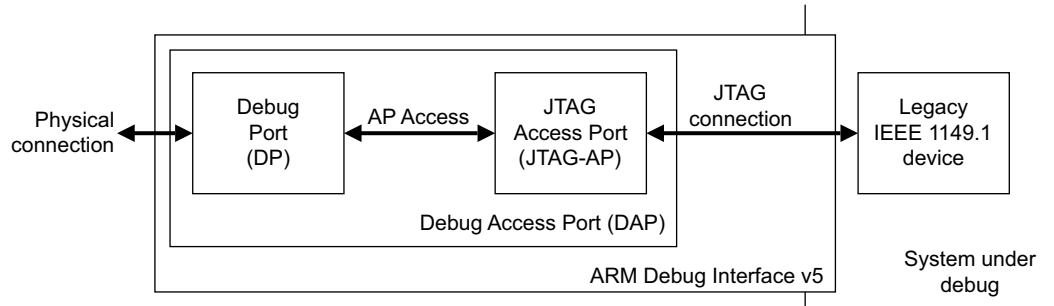 Physical
connection
Debug
Port
(DP)
AP Access
JTAG
Access Port
(JTAG-AP)
JTAG
connection
Legacy
IEEE 1149.1
device
Debug Access Port (DAP)
ARM Debug Interface v5
System under
debug